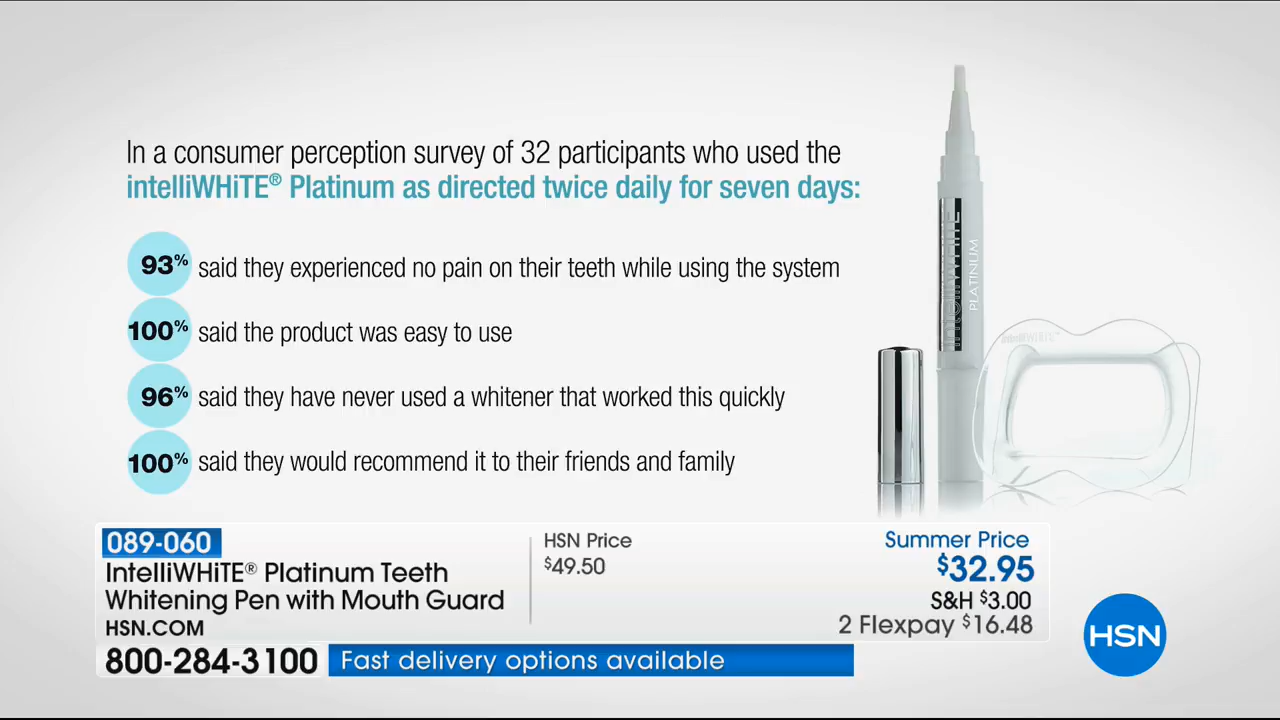 In a consumer perception survey of 32 participants who used the
intelliWHiTE® Platinum as directed twice daily for seven days:
93% said they experienced no pain on their teeth while using the system
100% said the product was easy to use
96% said they have never used a whitener that worked this quickly
100% said they would recommend it to their friends and family
intelliWHiTE
PLATINUM
intelliWHiTE™
089-060
IntelliWHiTE® Platinum Teeth
Whitening Pen with Mouth Guard
HSN.COM
HSN Price
$49.50
Summer Price
$32.95
S&H $3.00
2 Flexpay $16.48
800-284-3100
Fast delivery options available
HSN